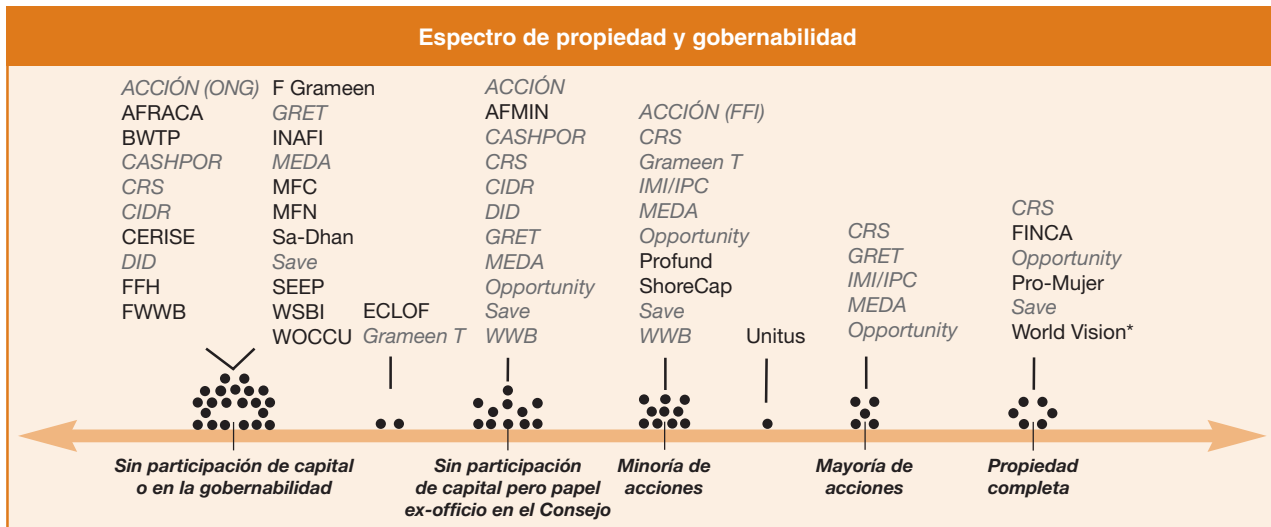 Espectro de propiedad y gobernabilidad
ACCIÓN (ONG)
AFRACA
BWTP
CASHPOR
CRS
CIDR
CERISE
DID
FFH
FWWB
F Grameen
GRET
INAFI
MEDA
MFC
MFN
Sa-Dhan
Save
SEEP
WSBI
WOCCU
ECLOF
Grameen T
ACCIÓN
AFMIN
CASHPOR
CRS
CIDR
DID
GRET
MEDA
Opportunity
Save
WWB
ACCIÓN (FFI)
CRS
Grameen T
IMI/IPC
MEDA
Opportunity
Profund
ShoreCap
Save
WWB
Unitus
CRS
GRET
IMI/IPC
MEDA
Opportunity
CRS
FINCA
Opportunity
Pro-Mujer
Save
World Vision*
Sin participación de capital
o en la gobernabilidad
Sin participación
de capital pero papel
ex-officio en el Consejo
Minoría de
acciones
Mayoría de
acciones
Propiedad
completa